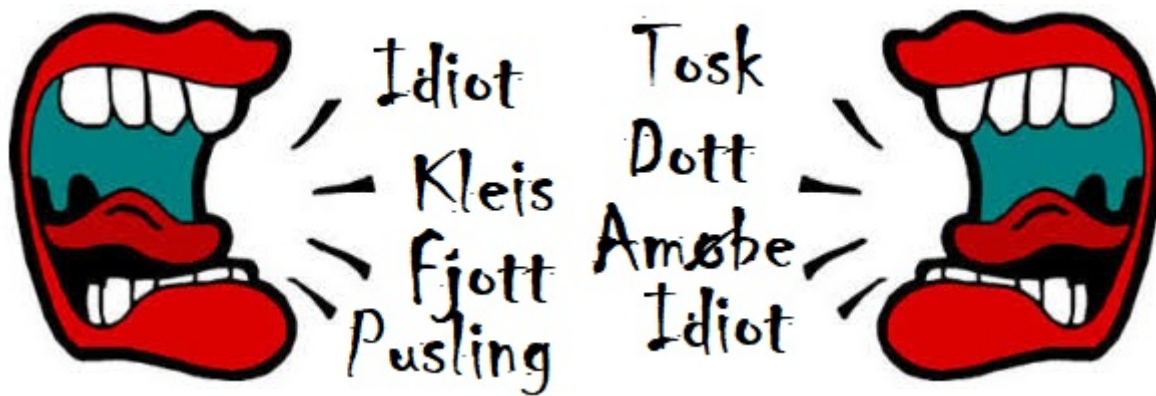 Idiot
Kleis
Fjott
Pusling
Tosk
Dott
Amøbe
Idiot